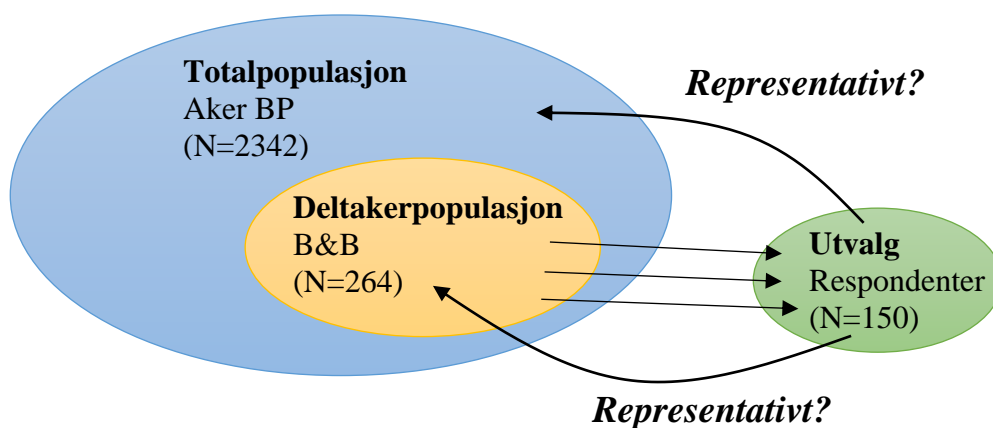 Totalpopulasjon
Aker BP
(N=2342)
Representativt?
Deltakerpopulasjon
B&B
(N=264)
Utvalg
Respondenter
(N=150)
Representativt?